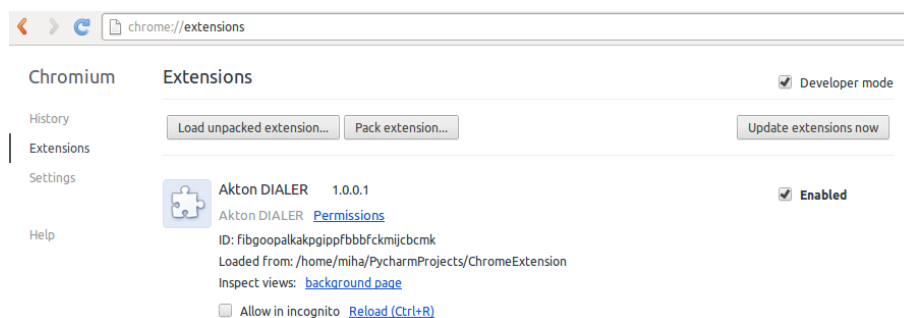 chrome://extensions
Chromium
Extensions
Developer mode
History
Load unpacked extension...
Pack extension...
Update extensions now
Extensions
Settings
Akton DIALER 1.0.0.1
Enabled
Akton DIALER Permissions
Help
ID: fibgoopalkakpgippfbbbfckmijcbcmk
Loaded from: /home/miha/PycharmProjects/ChromeExtension
Inspect views: background page
Allow in incognito Reload (Ctrl+R)